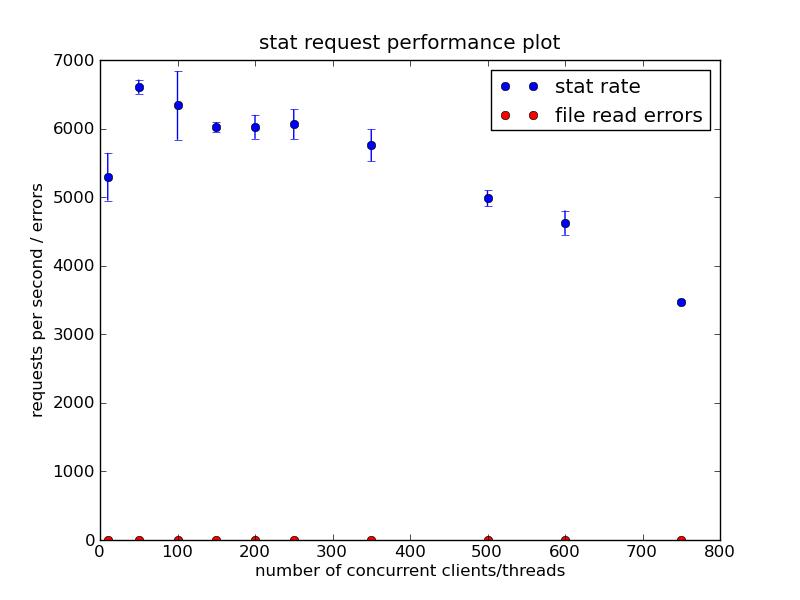 stat request performance plot
7000
6000
5000
4000
3000
2000
1000
0
requests per second / errors
stat rate
file read errors
0 100 200 300 400 500 600 700 800
number of concurrent clients/threads